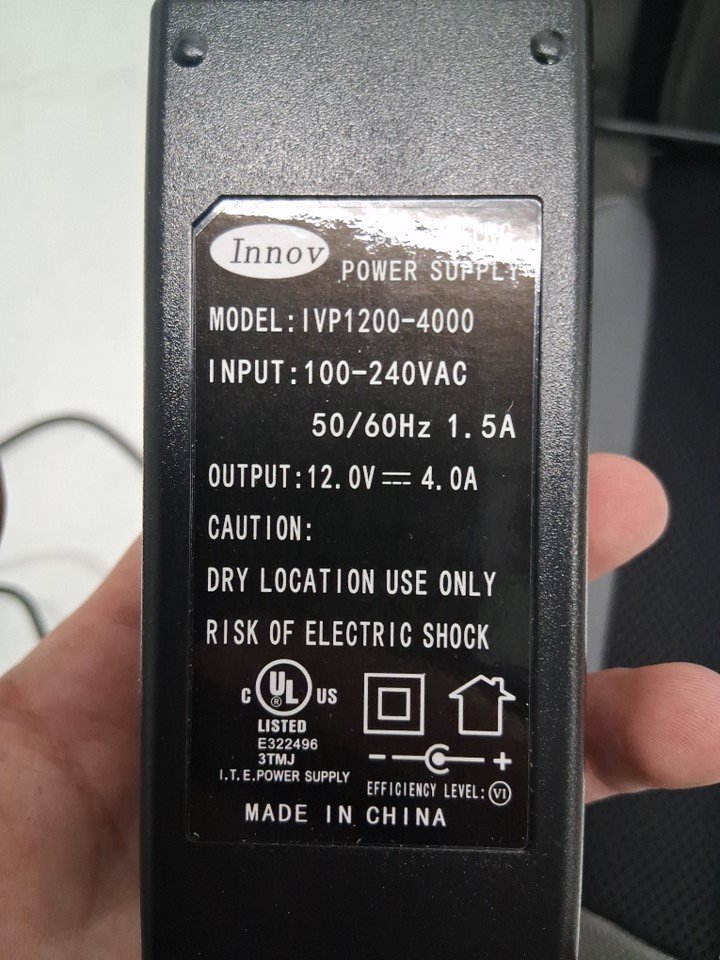 Innov
POWER SUPPLY
MODEL:IVP1200-4000
INPUT:100-240VAC
50/60Hz 1.5A
OUTPUT:12.0V⎓4.0A
CAUTION:
DRY LOCATION USE ONLY
RISK OF ELECTRIC SHOCK
C UL ® US
LISTED
E322496
3TMJ
I.T.E.POWER SUPPLY
- +
EFFICIENCY LEVEL:VI
MADE IN CHINA